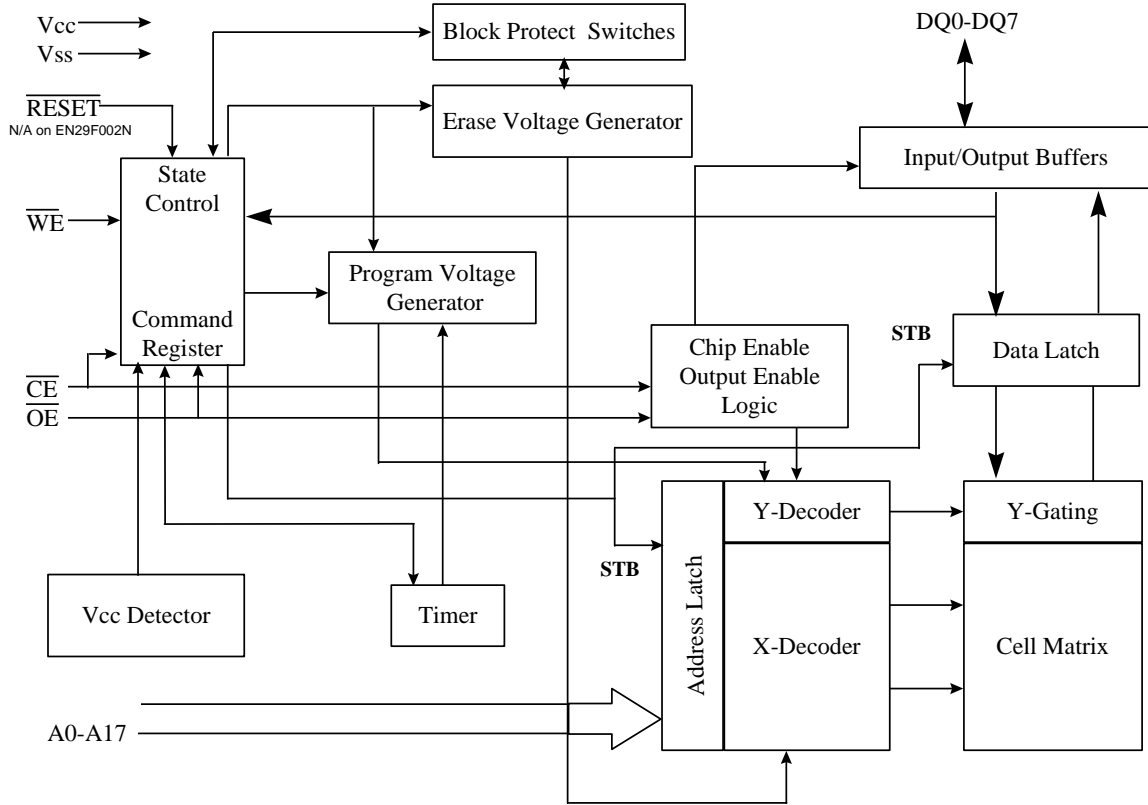 Vcc
Vss
RESET
N/A on EN29F002N
WE
CE
OE
State
Control
Command
Register
Block Protect Switches
Erase Voltage Generator
Program Voltage
Generator
DQ0-DQ7
Input/Output Buffers
Chip Enable
Output Enable
Logic
STB
Data Latch
Vcc Detector
Timer
STB
Address Latch
Y-Decoder
Y-Gating
X-Decoder
Cell Matrix
A0-A17